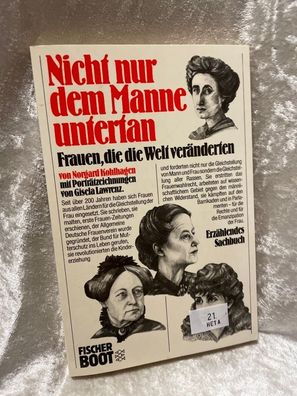 Nicht nur
dem Manne
untertan
Frauen, die die Welt veränderten
von Norgard Kohlhagen
mit Porträtzeichnungen
von Gisela Lawrenz.
Seit über 200 Jahren haben sich Frauen
aus allen Ländern für die Gleichstellung der
Frau eingesetzt. Sie schrieben, sie
malten, erste Frauen-Zeitungen
erschienen, der Allgemeine
Deutsche Frauenverein wurde
gegründet, der Bund für Mut-
terschutz ins Leben gerufen,
sie revolutionierten die Kinder-
erziehung
und forderten nicht nur die Gleichstellung
von Mann und Frau sondern die Gleichstel-
lung aller Rassen. Sie erstritten das
Frauenwahlrecht, arbeiteten auf wissen-
schaftlichem Gebiet gegen den männli-
chen Widerstand, sie kämpften auf den
Barrikaden und in Parla-
menten – für die
Rechte und für
die Emanzipation
der Frau.
Erzählendes
Sachbuch
21
FISCHER
BOOT